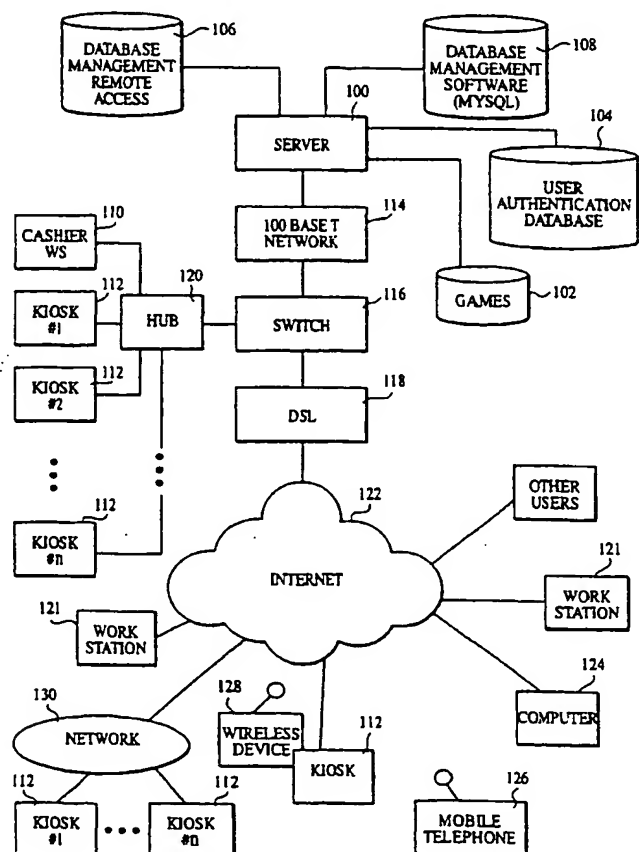 106
DATABASE
MANAGEMENT
REMOTE
ACCESS
DATABASE
MANAGEMENT
SOFTWARE
(MYSQL)
108
100
SERVER
104
USER
AUTHENTICATION
DATABASE
114
100 BASE T
NETWORK
110
CASHIER
WS
112
KIOSK
#1
120
HUB
116
SWITCH
GAMES
102
112
KIOSK
#2
118
DSL
112
KIOSK
#n
122
INTERNET
OTHER
USERS
121
WORK
STATION
121
WORK
STATION
124
COMPUTER
130
NETWORK
128
WIRELESS
DEVICE
112
KIOSK
112
KIOSK
#1
112
KIOSK
#n
126
MOBILE
TELEPHONE